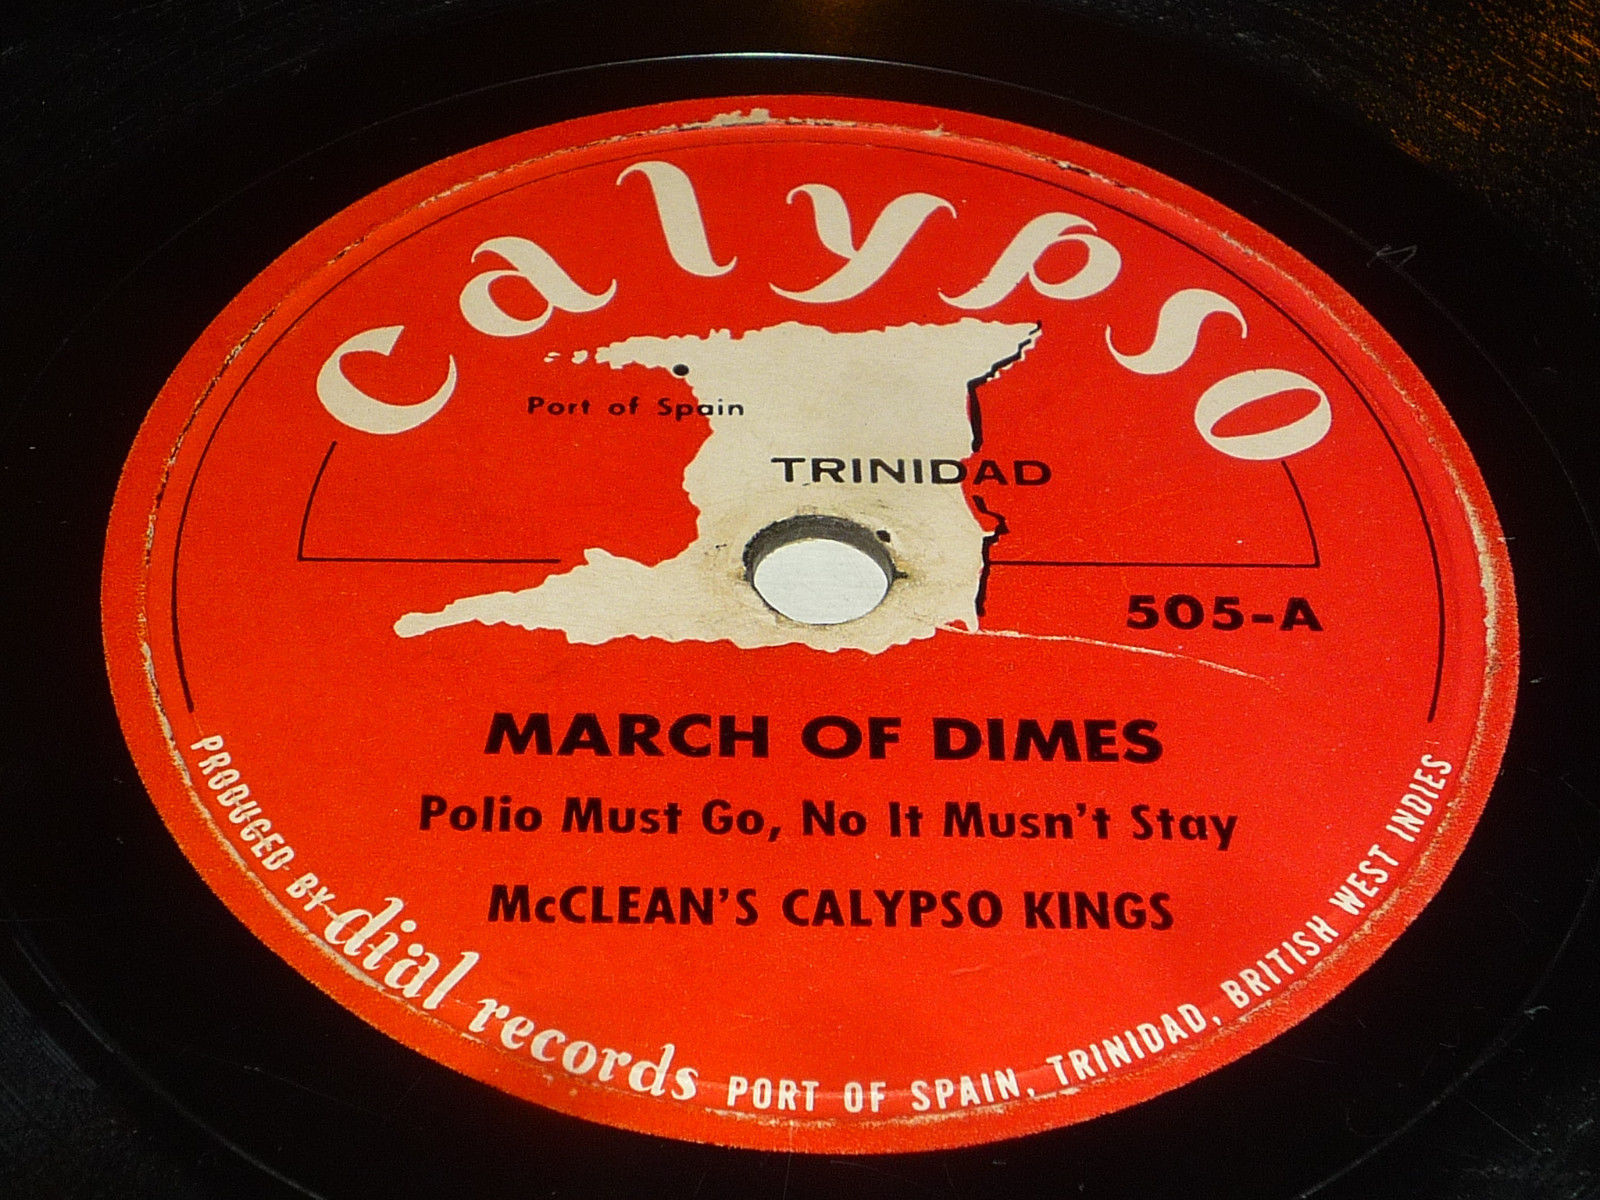 Calypso
Port of Spain
TRINIDAD
505-A
MARCH OF DIMES
Polio Must Go, No It Musn't Stay
McCLEAN'S CALYPSO KINGS
PRODUCED BY dial records PORT OF SPAIN, TRINIDAD, BRITISH WEST INDIES